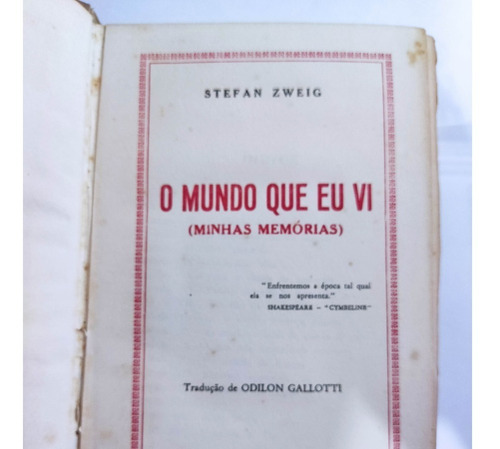 STEFAN ZWEIG
O MUNDO QUE EU VI
(MINHAS MEMÓRIAS)
"Enfrentemos a época tal qual
ela se nos apresenta."
SHAKESPEARE — "CYMBELINE"
Tradução de ODILON GALLOTTI